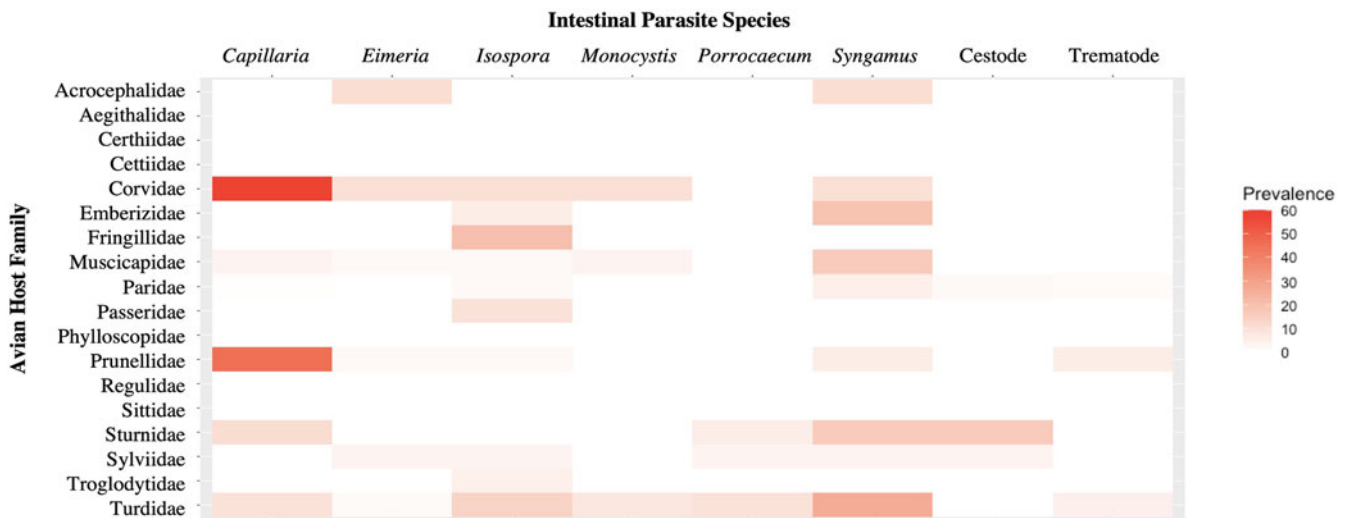 Intestinal Parasite Species
Capillaria Eimeria Isospora Monocystis Porrocaecum Syngamus Cestode Trematode
Avian Host Family
Acrocephalidae
Aegithalidae
Certhiidae
Cettiidae
Corvidae
Emberizidae
Fringillidae
Muscicapidae
Paridae
Passeridae
Phylloscopidae
Prunellidae
Regulidae
Sittidae
Sturnidae
Sylviidae
Troglodytidae
Turdidae
Prevalence
60
50
40
30
20
10
0